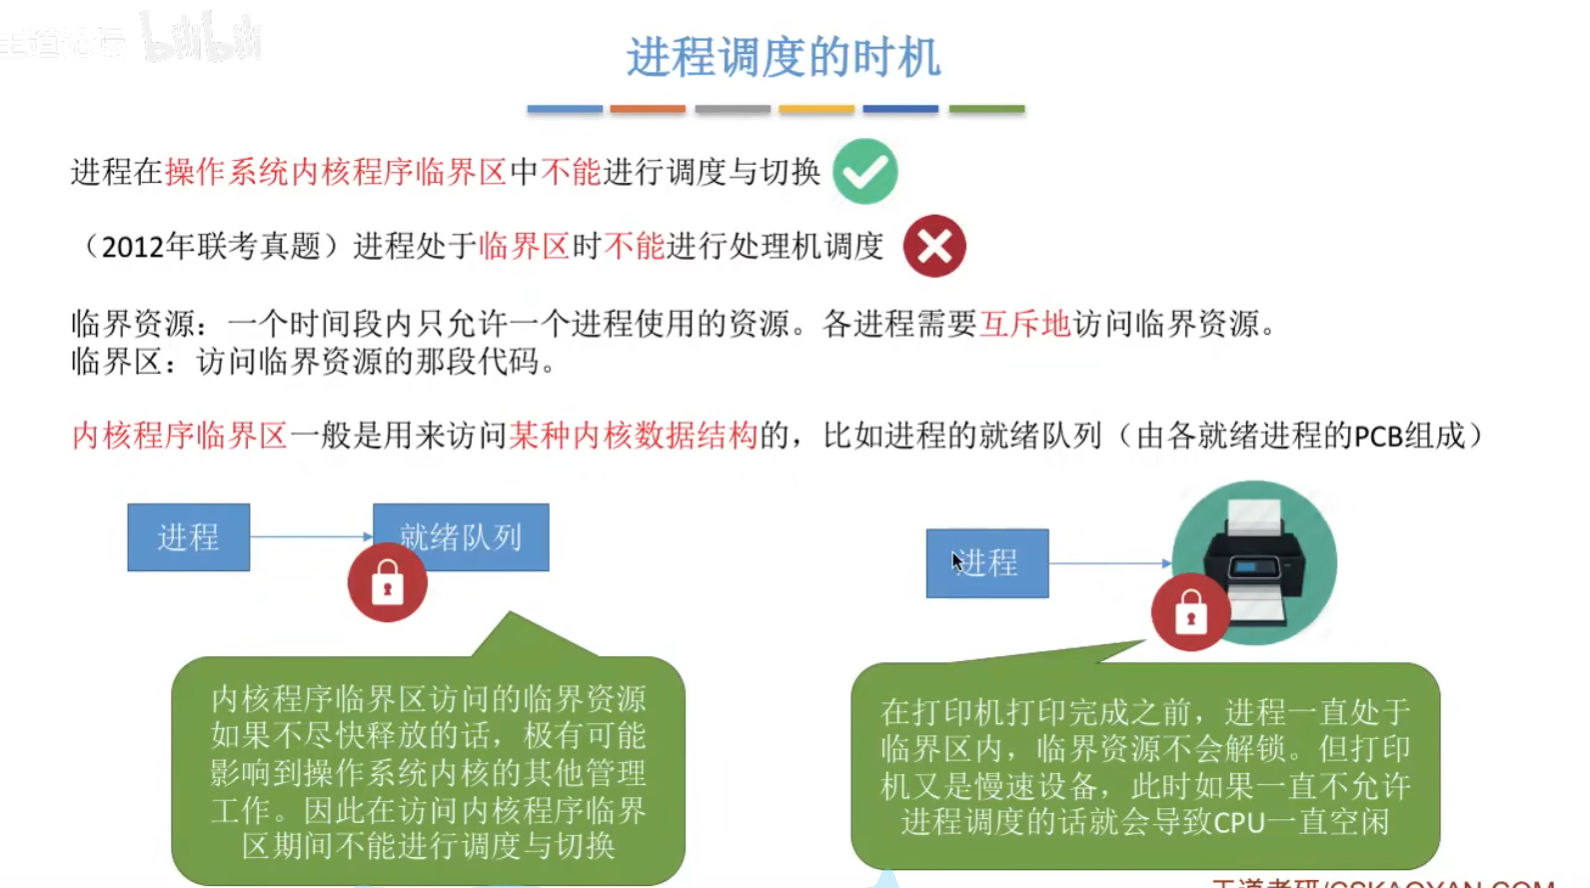 王道论坛 bilibili
进程调度的时机
进程在操作系统内核程序临界区中不能进行调度与切换
（2012年联考真题）进程处于临界区时不能进行处理机调度
临界资源：一个时间段内只允许一个进程使用的资源。各进程需要互斥地访问临界资源。
临界区：访问临界资源的那段代码。
内核程序临界区一般是用来访问某种内核数据结构的，比如进程的就绪队列（由各就绪进程的PCB组成）
进程
就绪队列
进程
内核程序临界区访问的临界资源
如果不尽快释放的话，极有可能
影响到操作系统内核的其他管理
工作。因此在访问内核程序临界
区期间不能进行调度与切换
在打印机打印完成之前，进程一直处于
临界区内，临界资源不会解锁。但打印
机又是慢速设备，此时如果一直不允许
进程调度的话就会导致CPU一直空闲
王道考研/CSKAOYAN.COM